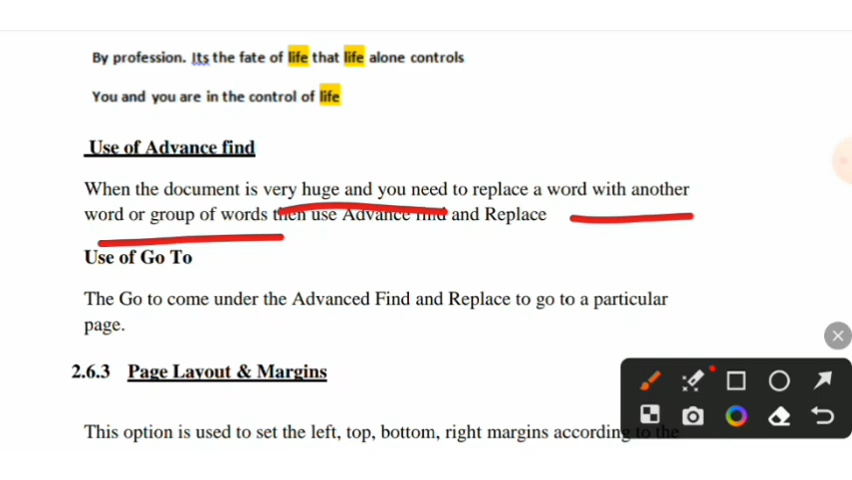 By profession. Its the fate of life that life alone controls
You and you are in the control of life
Use of Advance find
When the document is very huge and you need to replace a word with another
word or group of words then use Advance find and Replace
Use of Go To
The Go to come under the Advanced Find and Replace to go to a particular
page.
2.6.3 Page Layout & Margins
This option is used to set the left, top, bottom, right margins according to the